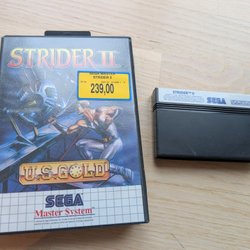 STRIDER II
STRIDER II
239,00
U.S. GOLD
SEGA
Master System
STRIDER II
SEGA